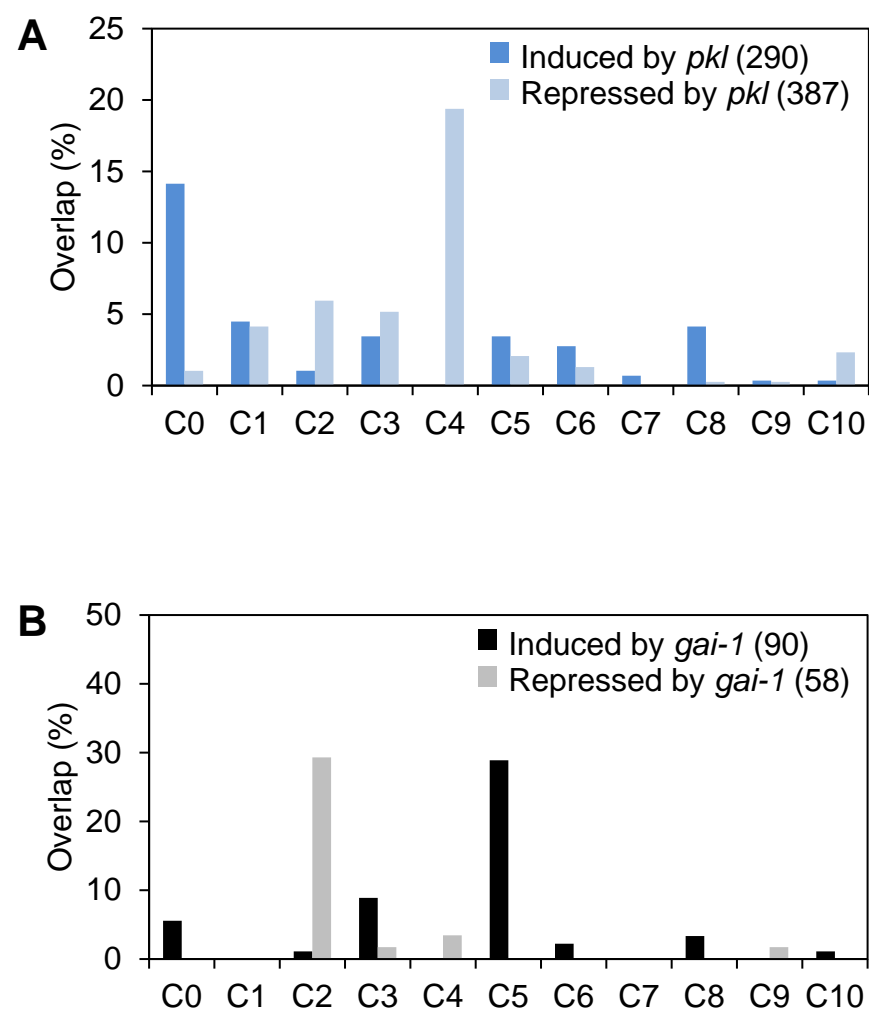 A
25
20
15
10
5
0
Overlap (%)
Induced by pkl (290)
Repressed by pkl (387)
C0 C1 C2 C3 C4 C5 C6 C7 C8 C9 C10
B
50
40
30
20
10
0
Overlap (%)
Induced by gai-1 (90)
Repressed by gai-1 (58)
C0 C1 C2 C3 C4 C5 C6 C7 C8 C9 C10